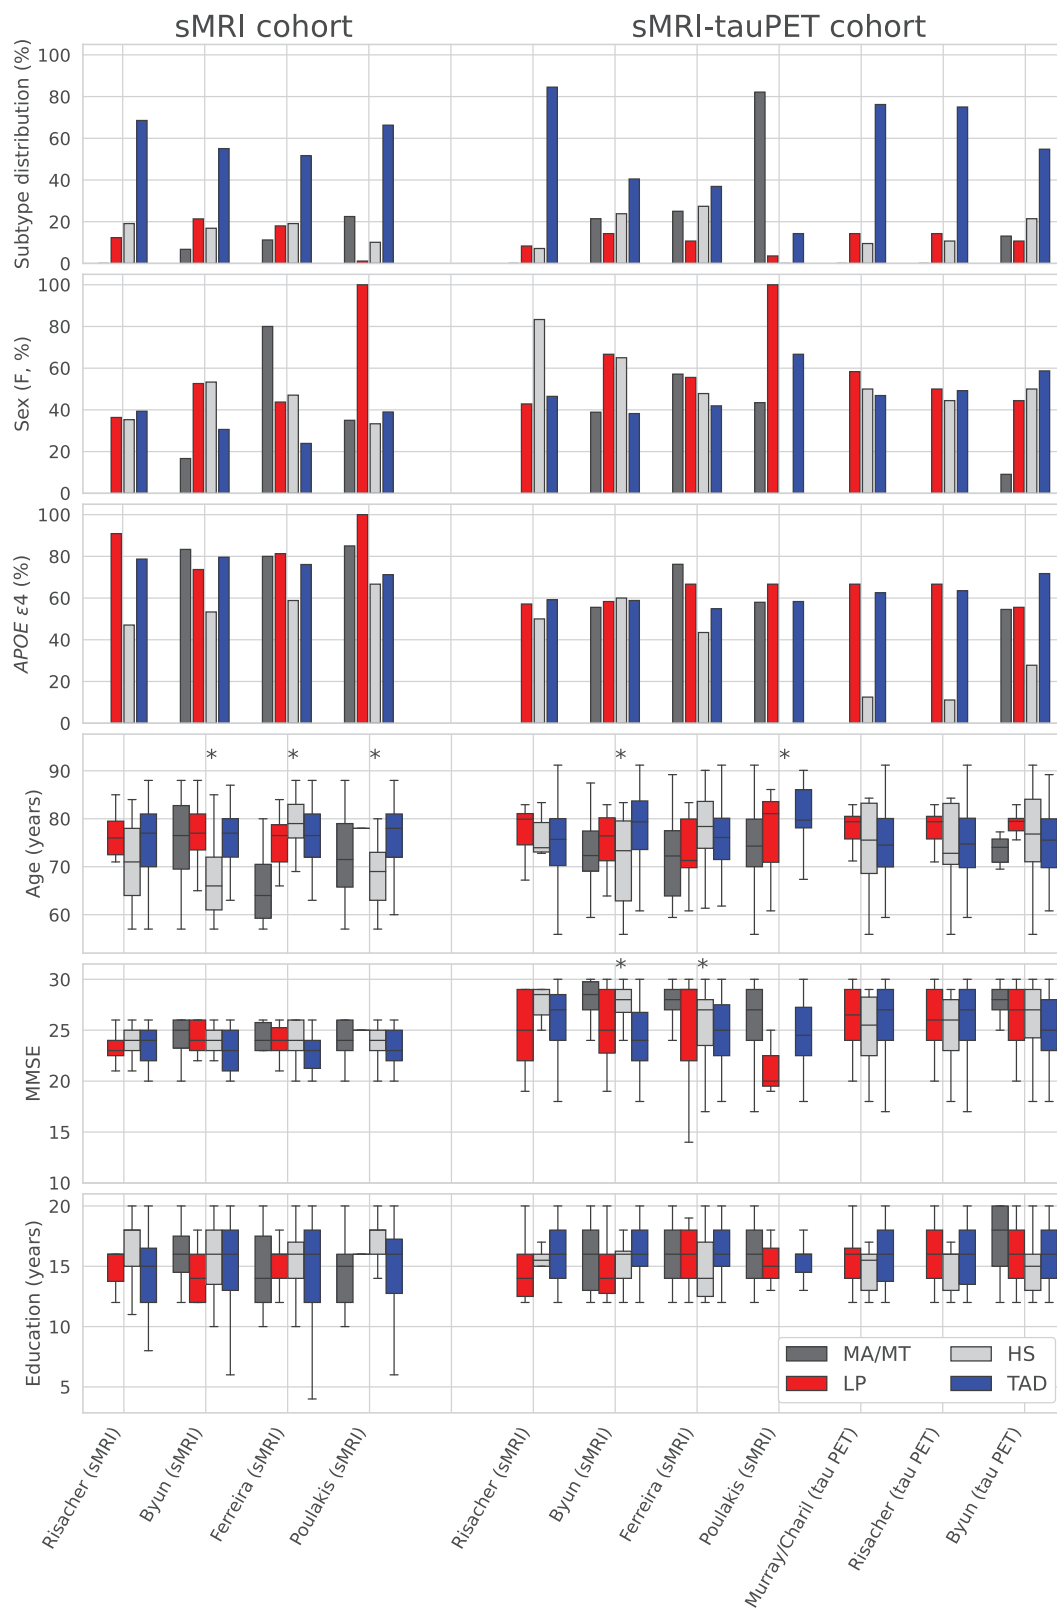 sMRI cohort
sMRI-tauPET cohort
Subtype distribution (%)
100
80
60
40
20
0
Sex (F, %)
100
80
60
40
20
0
APOE ε4 (%)
100
80
60
40
20
0
Age (years)
90
80
70
60
* * * * *
MMSE
30
25
20
15
10
* *
Education (years)
20
15
10
5
MA/MT
LP
HS
TAD
Risacher (sMRI)
Byun (sMRI)
Ferreira (sMRI)
Poulakis (sMRI)
Risacher (sMRI)
Byun (sMRI)
Ferreira (sMRI)
Poulakis (sMRI)
Murray/Charil (tau PET)
Risacher (tau PET)
Byun (tau PET)